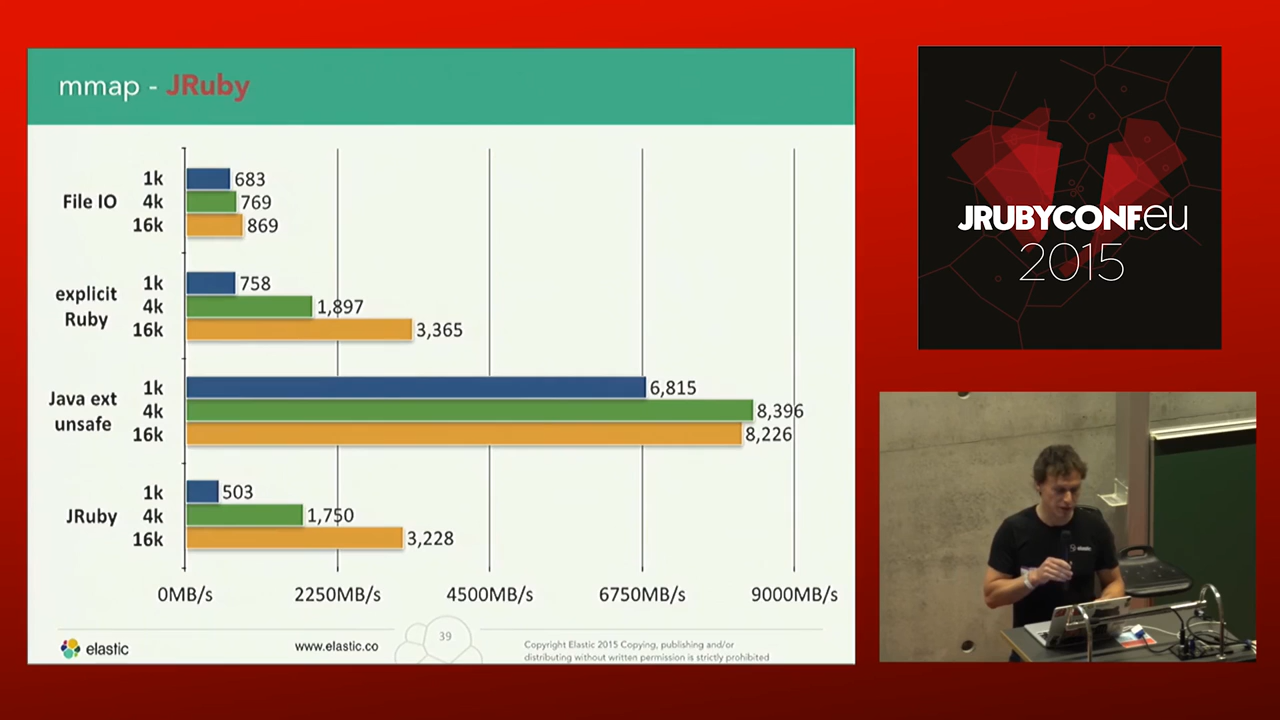 mmap - JRuby
File IO
1k 683
4k 769
16k 869
explicit
Ruby
1k 758
4k 1,897
16k 3,365
Java ext
unsafe
1k 6,815
4k 8,396
16k 8,226
JRuby
1k 503
4k 1,750
16k 3,228
0MB/s 2250MB/s 4500MB/s 6750MB/s 9000MB/s
elastic
www.elastic.co
39
Copyright Elastic 2015 Copying, publishing and/or
distributing without written permission is strictly prohibited
JRUBYCONF.eu
2015
elastic